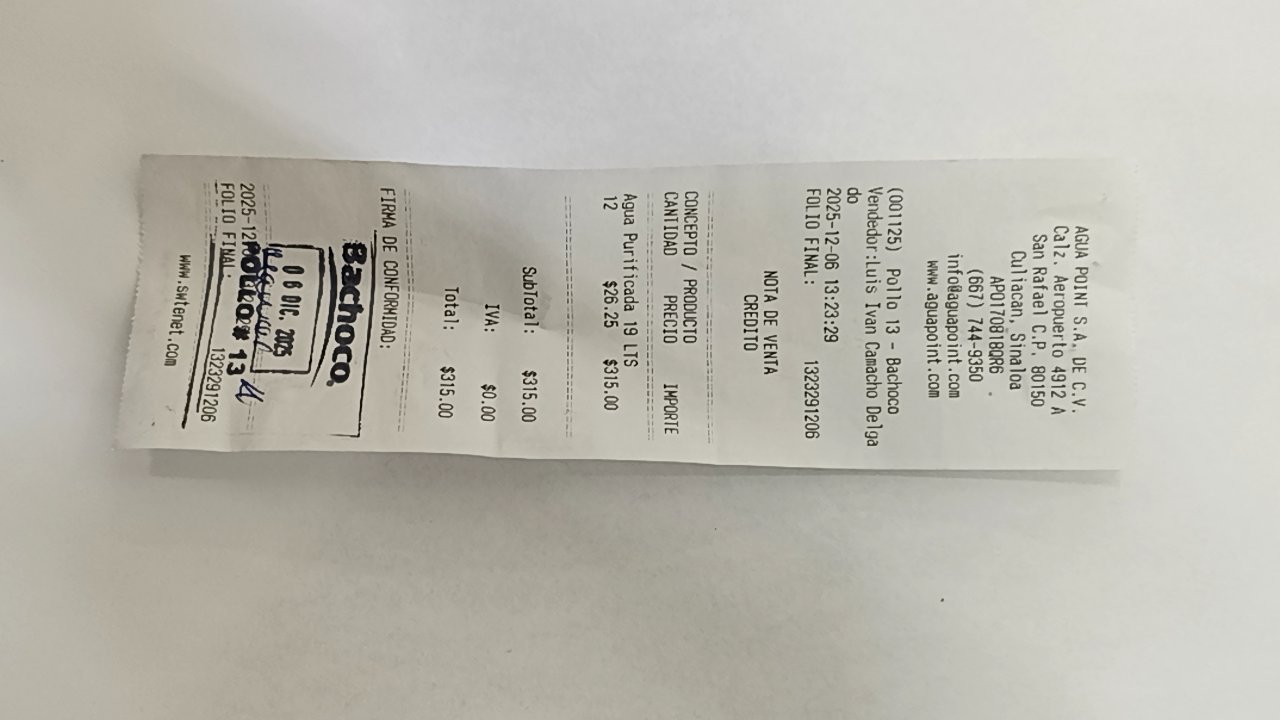 AGUA POINT S.A. DE C.V.
Calz. Aeropuerto 4912 A
San Rafael C.P. 80150
Culiacan, Sinaloa
APO170818QR6
(667) 744-9350
info@aguapoint.com
www.aguapoint.com
NOTA DE VENTA
CREDITO
(001125) Pollo 13 - Bachoco
Vendedor:Luis Ivan Camacho Delga
do
2025-12-06 13:23:29
FOLIO FINAL: 1323291206
CONCEPTO / PRODUCTO
CANTIDAD PRECIO IMPORTE
Agua Purificada 19 LTS
12 $26.25 $315.00
SubTotal: $315.00
IVA: $0.00
Total: $315.00
FIRMA DE CONFORMIDAD:
Bachoco
06 DIC. 2025
Pollo # 13
2025-12
FOLIO FINAL: 1323291206
www.swtenet.com